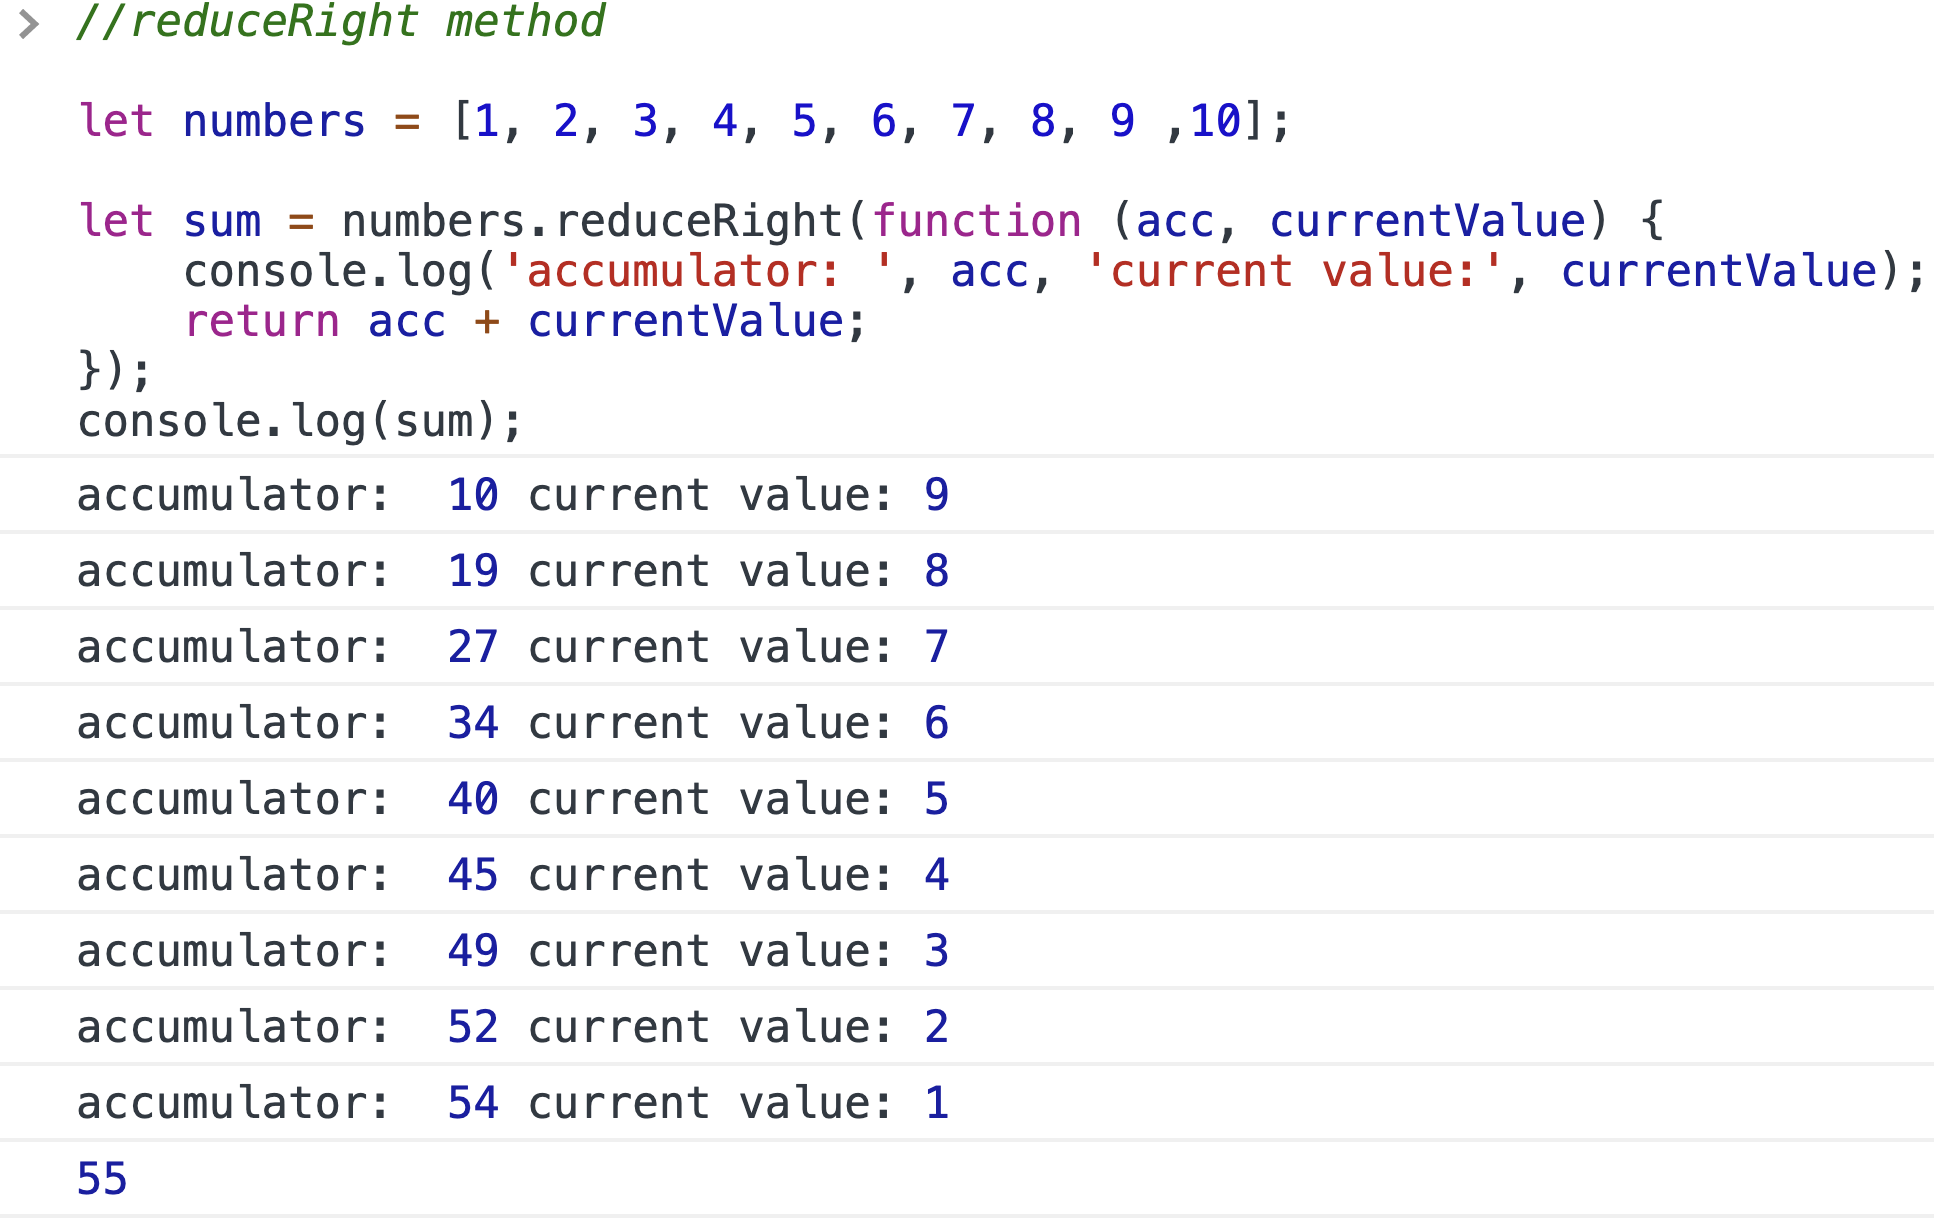 //reduceRight method
let numbers = [1, 2, 3, 4, 5, 6, 7, 8, 9 ,10];
let sum = numbers.reduceRight(function (acc, currentValue) {
    console.log('accumulator: ', acc, 'current value:', currentValue);
    return acc + currentValue;
});
console.log(sum);
accumulator:  10 current value: 9
accumulator:  19 current value: 8
accumulator:  27 current value: 7
accumulator:  34 current value: 6
accumulator:  40 current value: 5
accumulator:  45 current value: 4
accumulator:  49 current value: 3
accumulator:  52 current value: 2
accumulator:  54 current value: 1
55